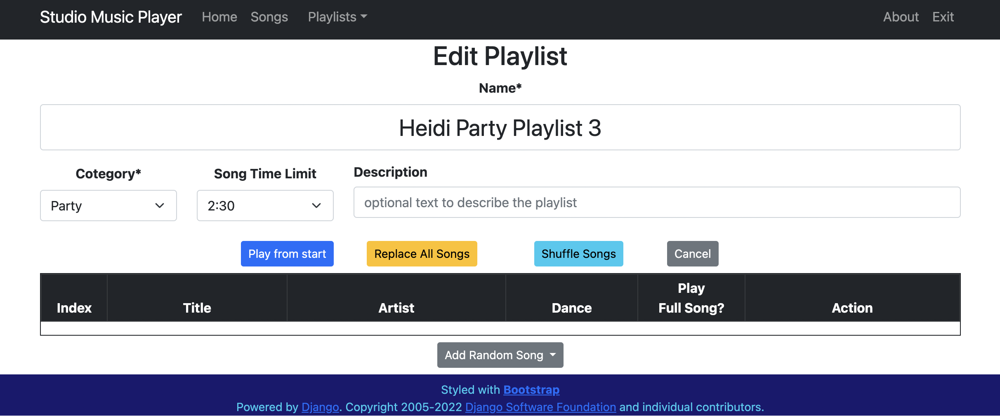 Studio Music Player Home Songs Playlists About Exit
Edit Playlist
Name*
Heidi Party Playlist 3
Cotegory* Song Time Limit Description
Party 2:30 optional text to describe the playlist
Play from start Replace All Songs Shuffle Songs Cancel
Play
Index Title Artist Dance Full Song? Action
Add Random Song
Styled with Bootstrap
Powered by Django. Copyright 2005-2022 Django Software Foundation and individual contributors.